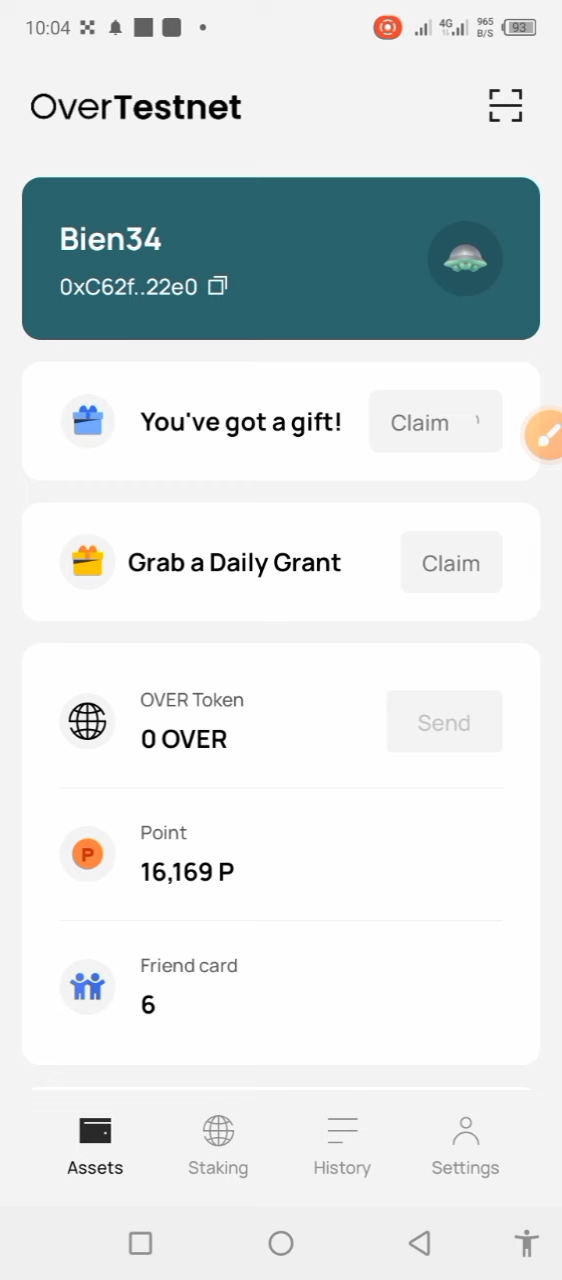 10:04
4G
965
B/S
93
OverTestnet
Bien34
0xC62f..22e0
You've got a gift!
Claim
Grab a Daily Grant
Claim
OVER Token
0 OVER
Send
P
Point
16,169 P
Friend card
6
Assets
Staking
History
Settings